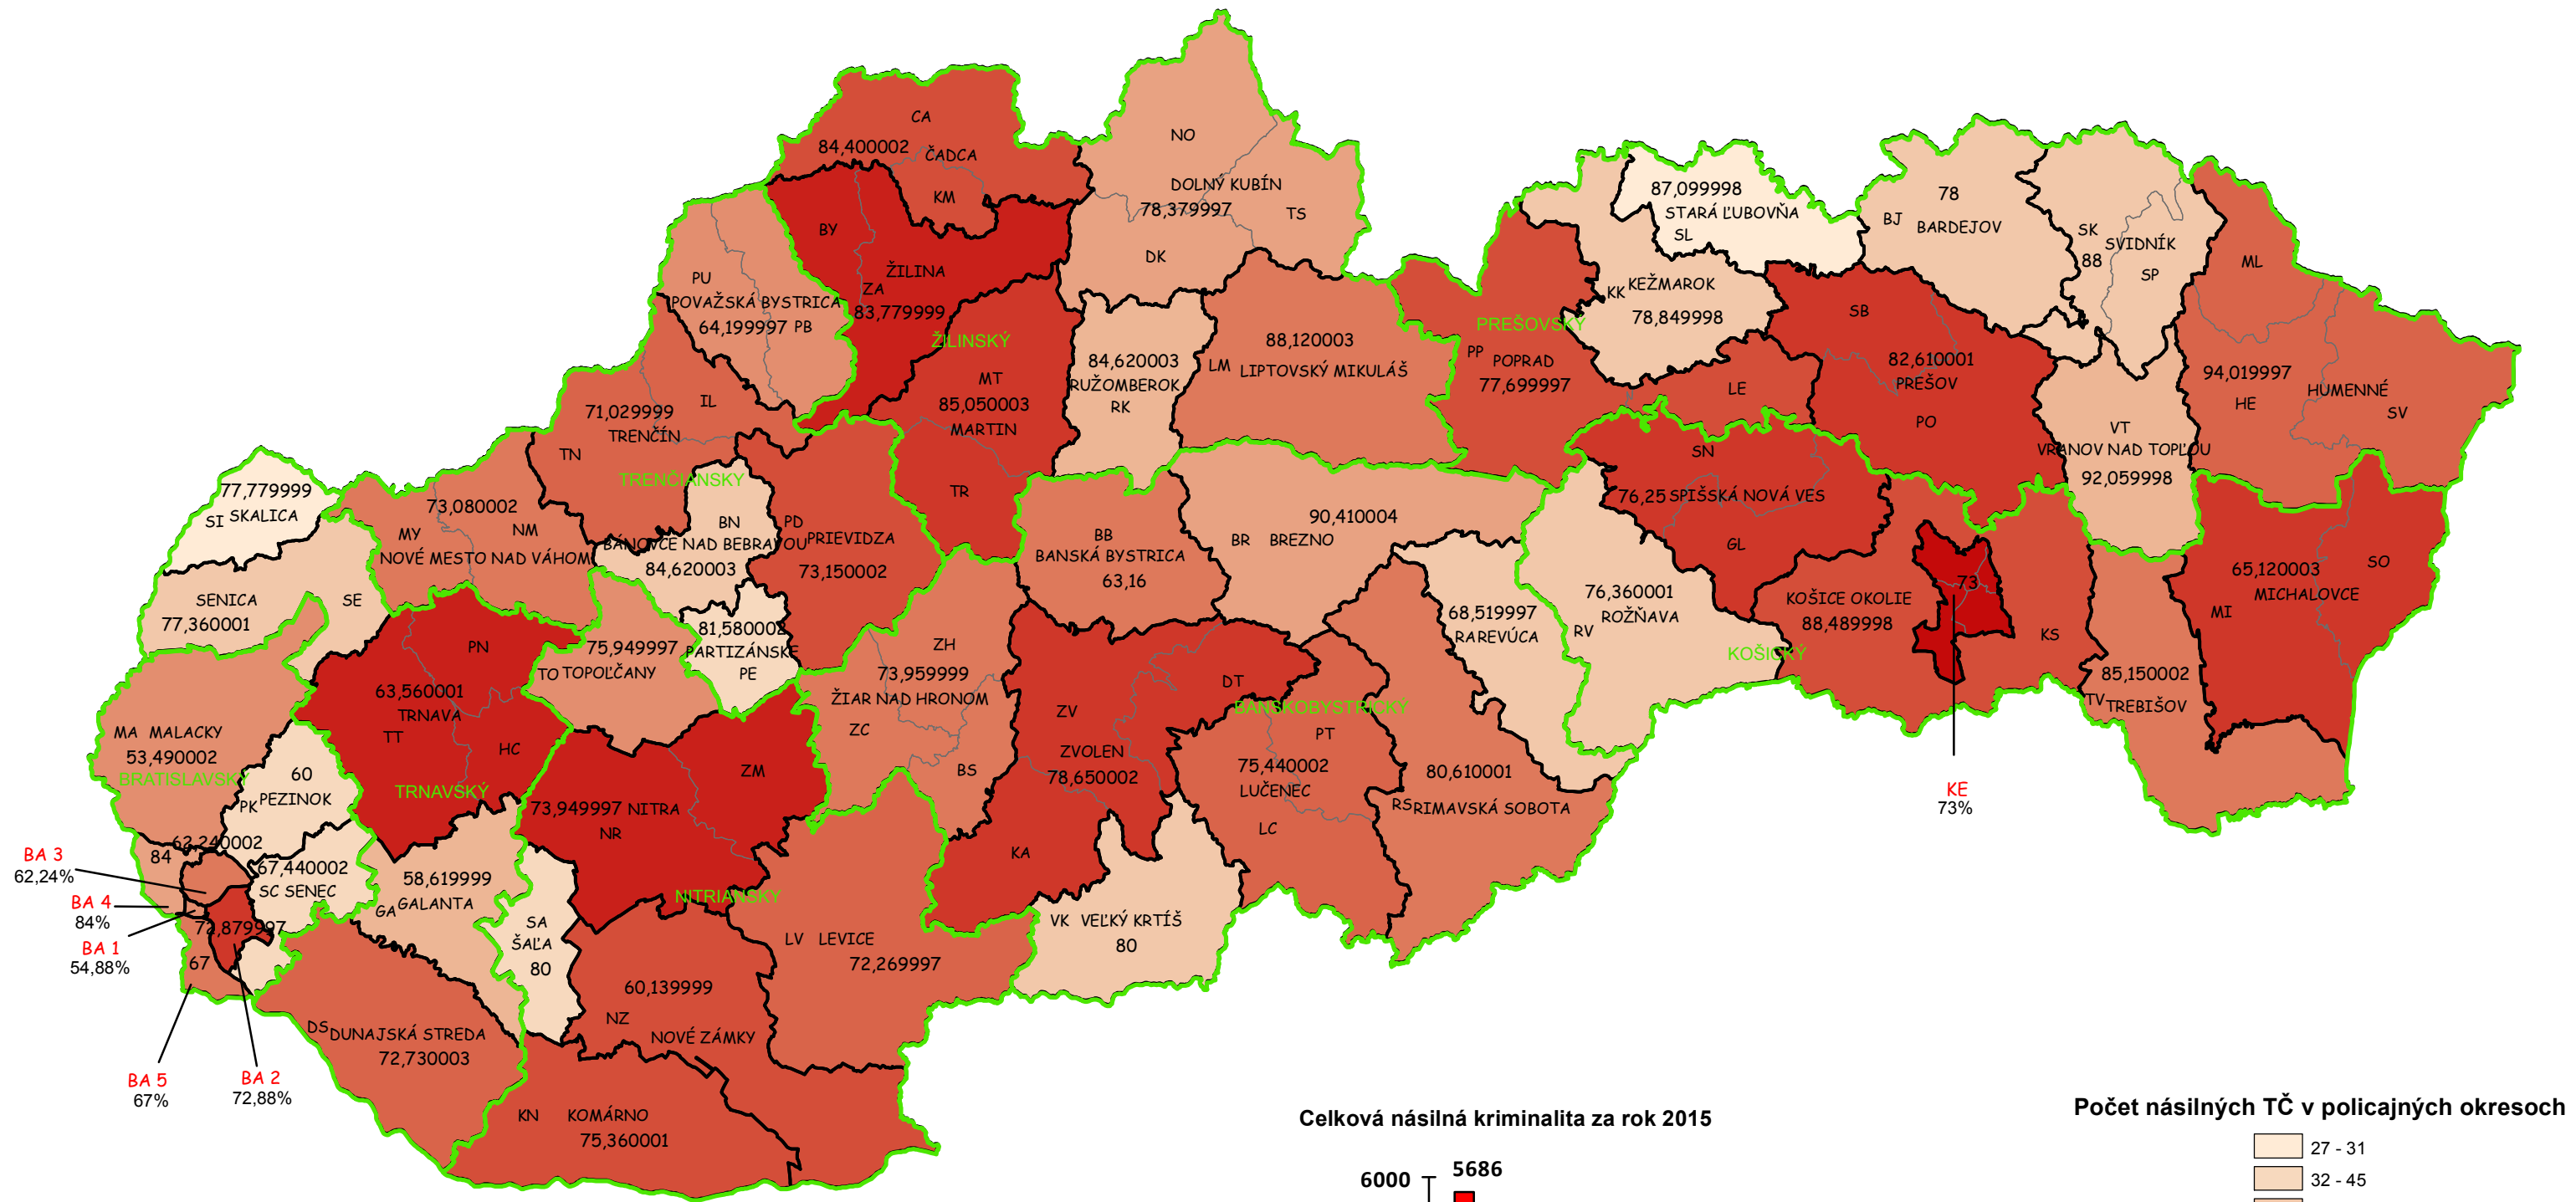 CA
84,400002
ČADCA
KM
NO
DOLNÝ KUBÍN
78,379997
TS
DK
BY
ŽILINA
ZA
83,779999
PU
POVAŽSKÁ BYSTRICA
64,199997 PB
ŽILINSKÝ
MT
85,050003
MARTIN
TR
84,620003
RUŽOMBEROK
RK
88,120003
LM LIPTOVSKÝ MIKULÁŠ
PREŠOVSKÝ
PP POPRAD
77,699997
LE
87,099998
STARÁ ĽUBOVŇA
SL
KK KEŽMAROK
78,849998
78
BJ BARDEJOV
SK
SVIDNÍK
88
SP
ML
SB
82,610001
PREŠOV
PO
94,019997
HUMENNÉ
HE
SV
VT
VRANOV NAD TOPĽOU
92,059998
IL
71,029999
TRENČÍN
TN
TRENČIANSKY
77,779999
SI SKALICA
73,080002
MY
NM
NOVÉ MESTO NAD VÁHOM
BN
BÁNOVCE NAD BEBRAVOU
84,620003
PD
PRIEVIDZA
73,150002
BB
BANSKÁ BYSTRICA
63,16
90,410004
BR BREZNO
SN
76,25 SPIŠSKÁ NOVÁ VES
GL
76,360001
ROŽŇAVA
RV
KOŠICKÝ
KOŠICE OKOLIE
88,489998
73
KS
65,120003
MICHALOVCE
MI
SO
85,150002
TV TREBIŠOV
KE
73%
SENICA
SE
77,360001
PN
63,560001
TRNAVA
TT
HC
TRNAVSKÝ
75,949997
TO TOPOĽČANY
81,580002
PARTIZÁNSKE
PE
ZH
73,959999
ŽIAR NAD HRONOM
ZC
BS
68,519997
RA REVÚCA
DT
ZV
ZVOLEN
78,650002
KA
BANSKOBYSTRICKÝ
PT
75,440002
LUČENEC
LC
80,610001
RS RIMAVSKÁ SOBOTA
MA MALACKY
53,490002
BRATISLAVSKÝ
60
PEZINOK
PK
62,240002
84
67,440002
SC SENEC
72,879997
67
BA 3
62,24%
BA 4
84%
BA 1
54,88%
BA 5
67%
BA 2
72,88%
58,619999
GA GALANTA
73,949997 NITRA
NR
ZM
NITRIANSKY
SA
ŠAĽA
80
LV LEVICE
72,269997
VK VEĽKÝ KRTÍŠ
80
60,139999
NZ
NOVÉ ZÁMKY
DS DUNAJSKÁ STREDA
72,730003
KN KOMÁRNO
75,360001
Celková násilná kriminalita za rok 2015
6000
5686
Počet násilných TČ v policajných okresoch
27 - 31
32 - 45